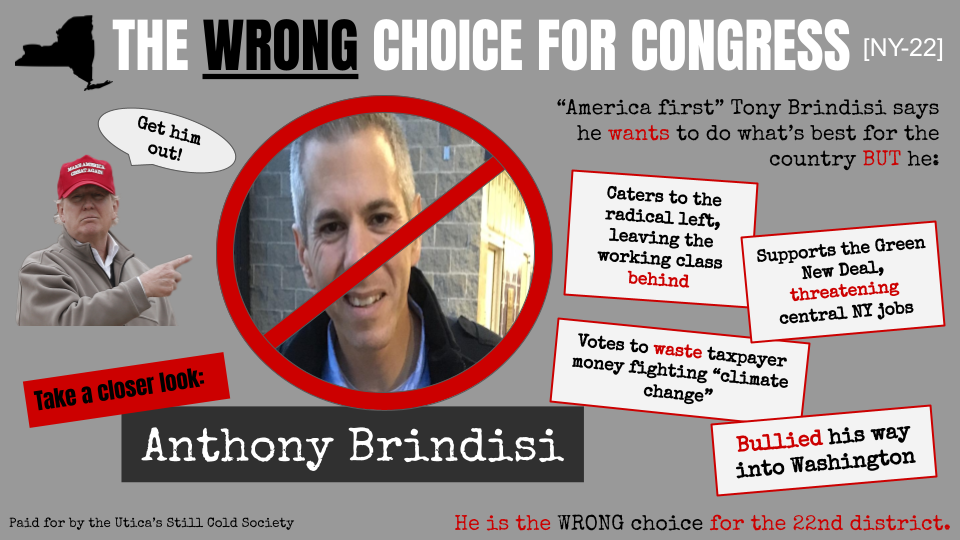 THE WRONG CHOICE FOR CONGRESS [NY-22]
Get him
out!
MAKE AMERICA
GREAT AGAIN
“America first” Tony Brindisi says
he wants to do what’s best for the
country BUT he:
Caters to the
radical left,
leaving the
working class
behind
Supports the Green
New Deal,
threatening
central NY jobs
Votes to waste taxpayer
money fighting “climate
change”
Bullied his way
into Washington
Take a closer look:
Anthony Brindisi
Paid for by the Utica’s Still Cold Society
He is the WRONG choice for the 22nd district.